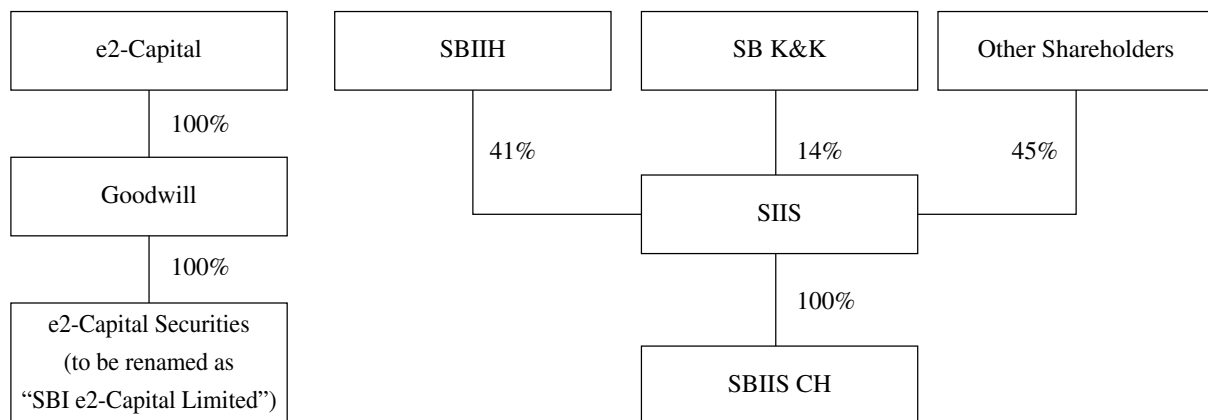 e2-Capital
SBIIH
SB K&K
Other Shareholders
100%
41%
14%
45%
Goodwill
SIIS
100%
100%
e2-Capital Securities
(to be renamed as
“SBI e2-Capital Limited”)
SBIIS CH